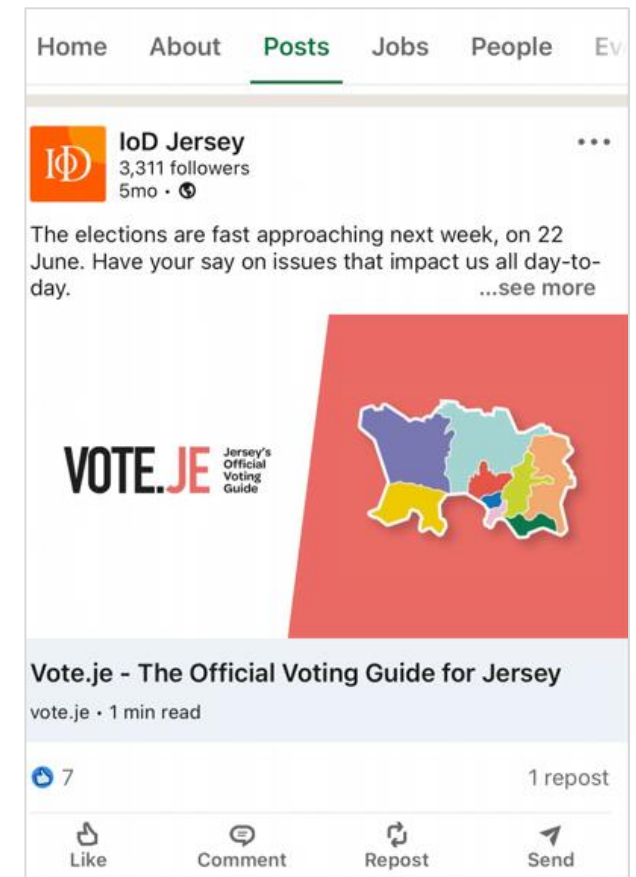 Home About Posts Jobs People Ev
IoD
IoD Jersey
3,311 followers
5mo •
The elections are fast approaching next week, on 22
June. Have your say on issues that impact us all day-to-
day. ...see more
VOTE.JE
Jersey's
Official
Voting
Guide
Vote.je - The Official Voting Guide for Jersey
vote.je • 1 min read
7 1 repost
Like Comment Repost Send